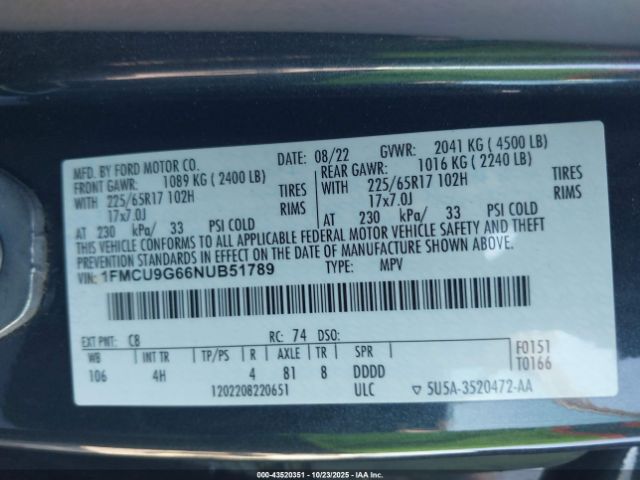 MFD. BY FORD MOTOR CO. DATE: 08/22 GVWR: 2041 KG ( 4500 LB)
FRONT GAWR: 1089 KG ( 2400 LB) REAR GAWR: 1016 KG ( 2240 LB)
WITH 225/65R17 102H TIRES WITH 225/65R17 102H TIRES
17x7.0J RIMS 17x7.0J RIMS
AT 230 kPa/ 33 PSI COLD AT 230 kPa/ 33 PSI COLD
THIS VEHICLE CONFORMS TO ALL APPLICABLE FEDERAL MOTOR VEHICLE SAFETY AND THEFT
PREVENTION STANDARDS IN EFFECT ON THE DATE OF MANUFACTURE SHOWN ABOVE.
VIN: 1FMCU9G66NUB51789 TYPE: MPV
EXT PNT: CB RC: 74 DSO:
WB INT TR TP/PS R AXLE TR SPR
106 4H 4 81 8 DDDD
F0151
T0166
1202208220651 ULC ▽ 5U5A-3520472-AA
000-43520351 | 10/23/2025 | IAAI, Inc.